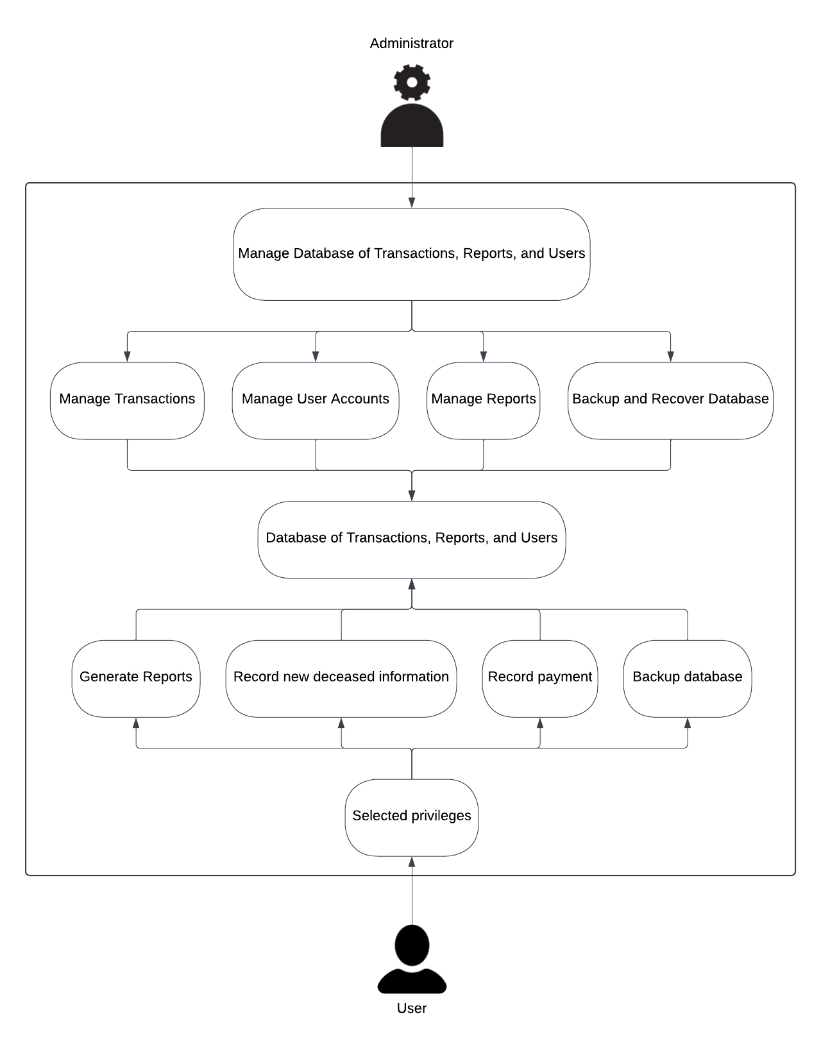 Administrator
Manage Database of Transactions, Reports, and Users
Manage Transactions
Manage User Accounts
Manage Reports
Backup and Recover Database
Database of Transactions, Reports, and Users
Generate Reports
Record new deceased information
Record payment
Backup database
Selected privileges
User